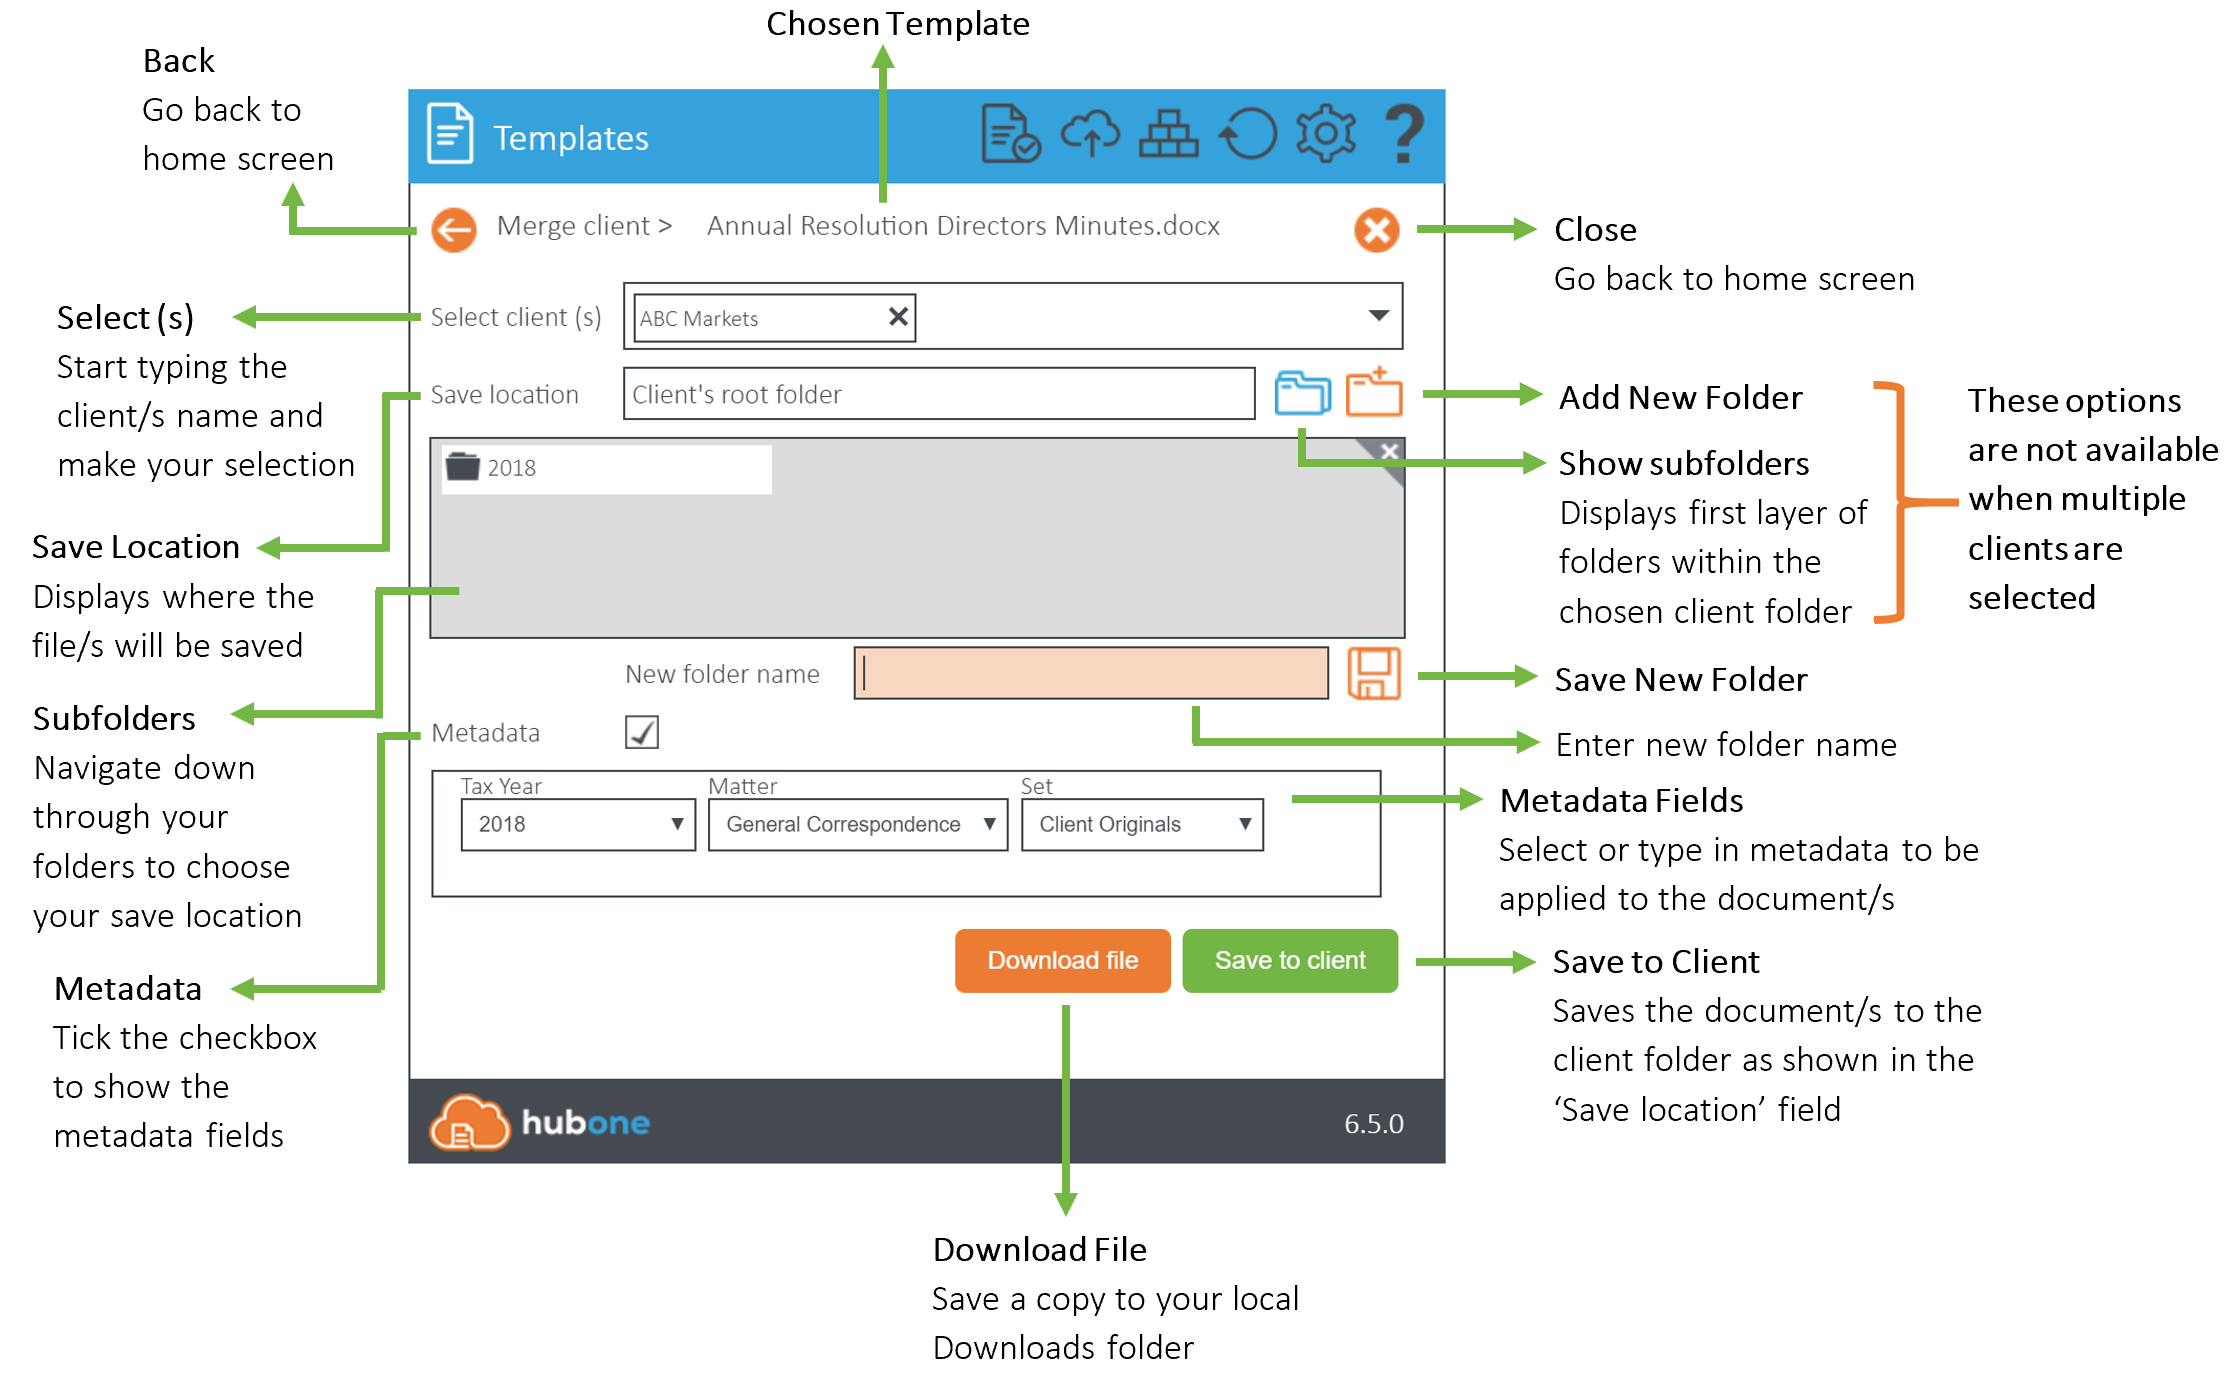 Chosen Template
Back
Go back to
home screen
Templates
?
Merge client > Annual Resolution Directors Minutes.docx
Close
Go back to home screen
Select (s)
Start typing the
client/s name and
make your selection
Select client (s)
ABC Markets
Save location
Client's root folder
Add New Folder
Show subfolders
Displays first layer of
folders within the
chosen client folder
These options
are not available
when multiple
clients are
selected
2018
Save Location
Displays where the
file/s will be saved
New folder name
Save New Folder
Enter new folder name
Subfolders
Navigate down
through your
folders to choose
your save location
Metadata
Tax Year
Matter
Set
2018
General Correspondence
Client Originals
Metadata Fields
Select or type in metadata to be
applied to the document/s
Download file
Save to client
Save to Client
Saves the document/s to the
client folder as shown in the
‘Save location’ field
Metadata
Tick the checkbox
to show the
metadata fields
hubone
6.5.0
Download File
Save a copy to your local
Downloads folder